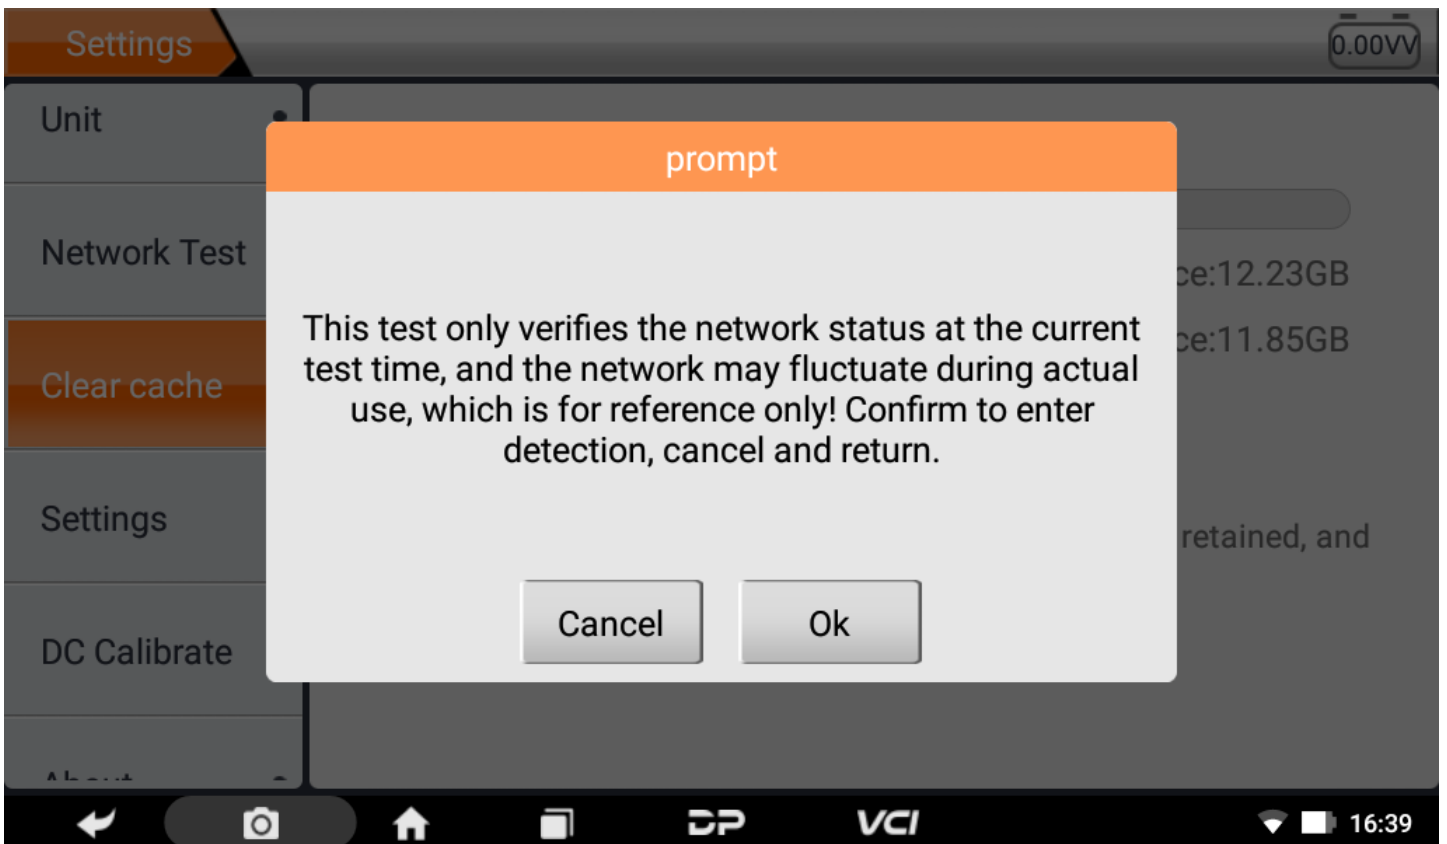 Settings
0.00VV
Unit
prompt
Network Test
ce:12.23GB
This test only verifies the network status at the current
test time, and the network may fluctuate during actual
use, which is for reference only! Confirm to enter
detection, cancel and return.
ce:11.85GB
Clear cache
Settings
retained, and
Cancel
Ok
DC Calibrate
About
DP
VCI
16:39